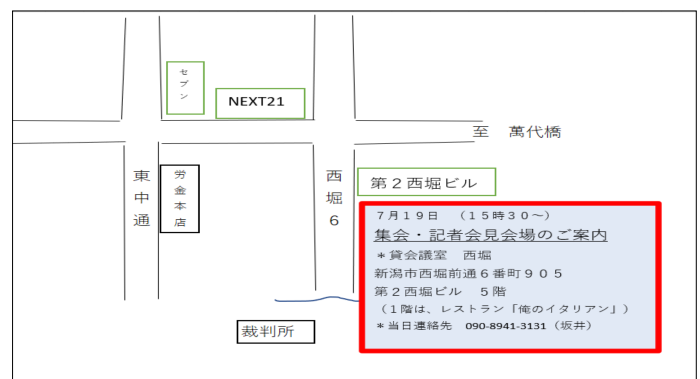 セブン
NEXT21
至　萬代橋
東中通
労金本店
西堀6
第２西堀ビル
７月１９日　（１５時３０～）
集会・記者会見会場のご案内
＊貸会議室　西堀
新潟市西堀前通６番町９０５
第２西堀ビル　５階
（１階は、レストラン「俺のイタリアン」）
＊当日連絡先　090-8941-3131（坂井）
裁判所